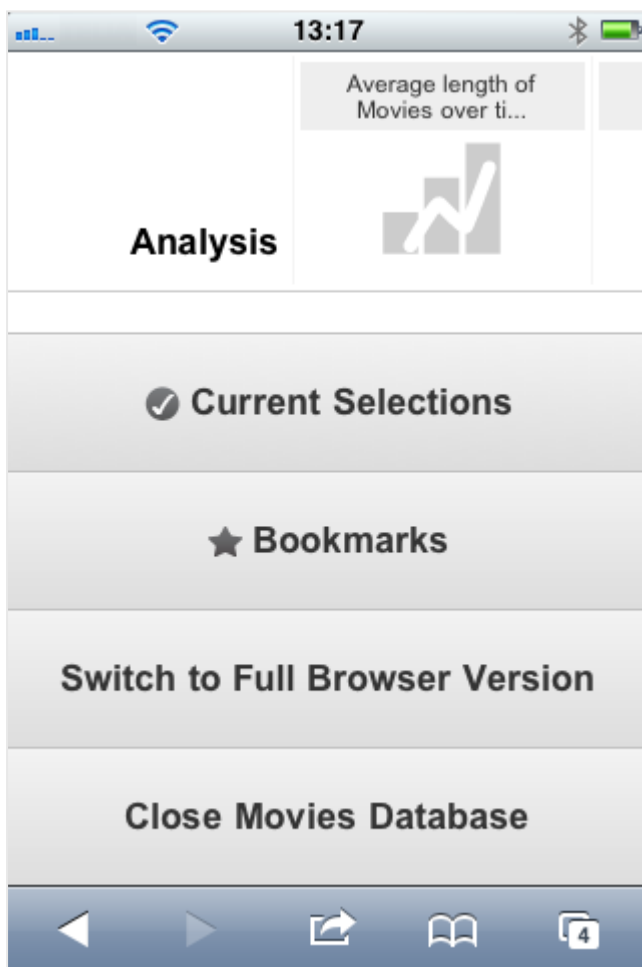 13:17
Average length of
Movies over ti...
Analysis
Current Selections
Bookmarks
Switch to Full Browser Version
Close Movies Database
4